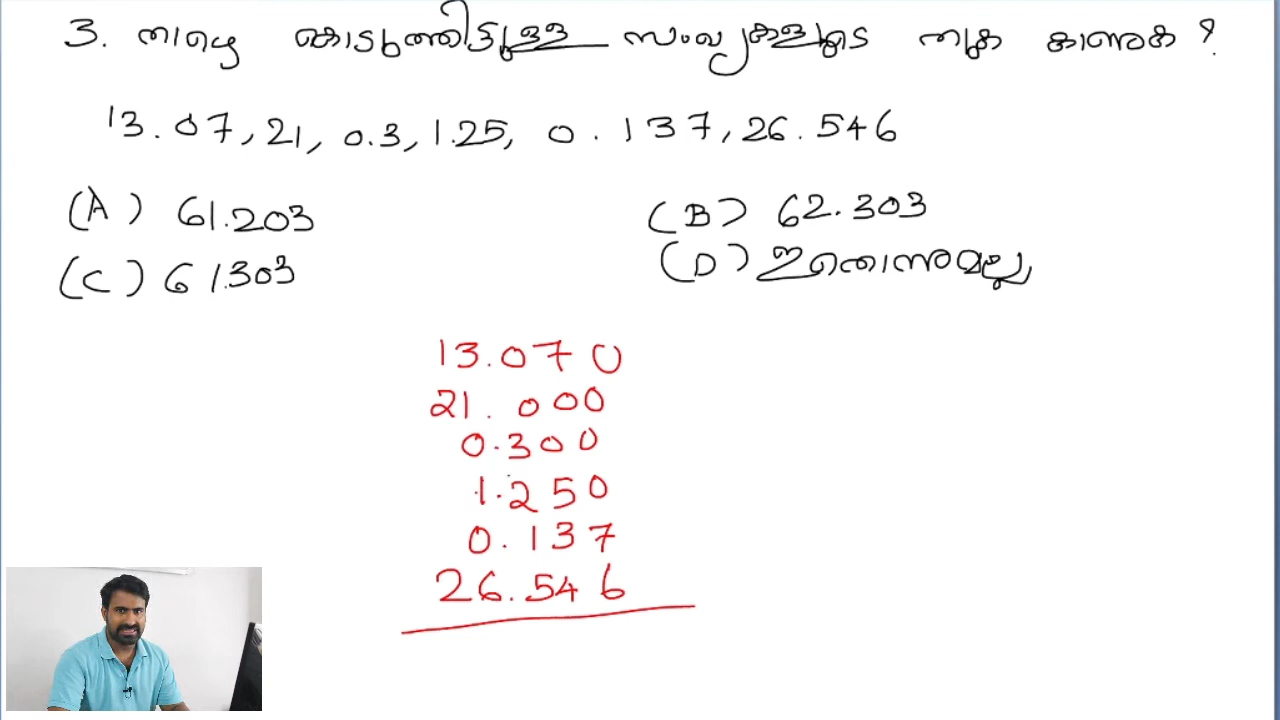 3. താഴെ കൊടുത്തിട്ടുള്ള സംഖ്യകളുടെ തുക കാണുക ?
13.07, 21, 0.3, 1.25, 0.137, 26.546
(A) 61.203 (B) 62.303
(C) 61.303 (D) ഇതൊന്നുമല്ല
13.070
21.000
0.300
1.250
0.137
26.546